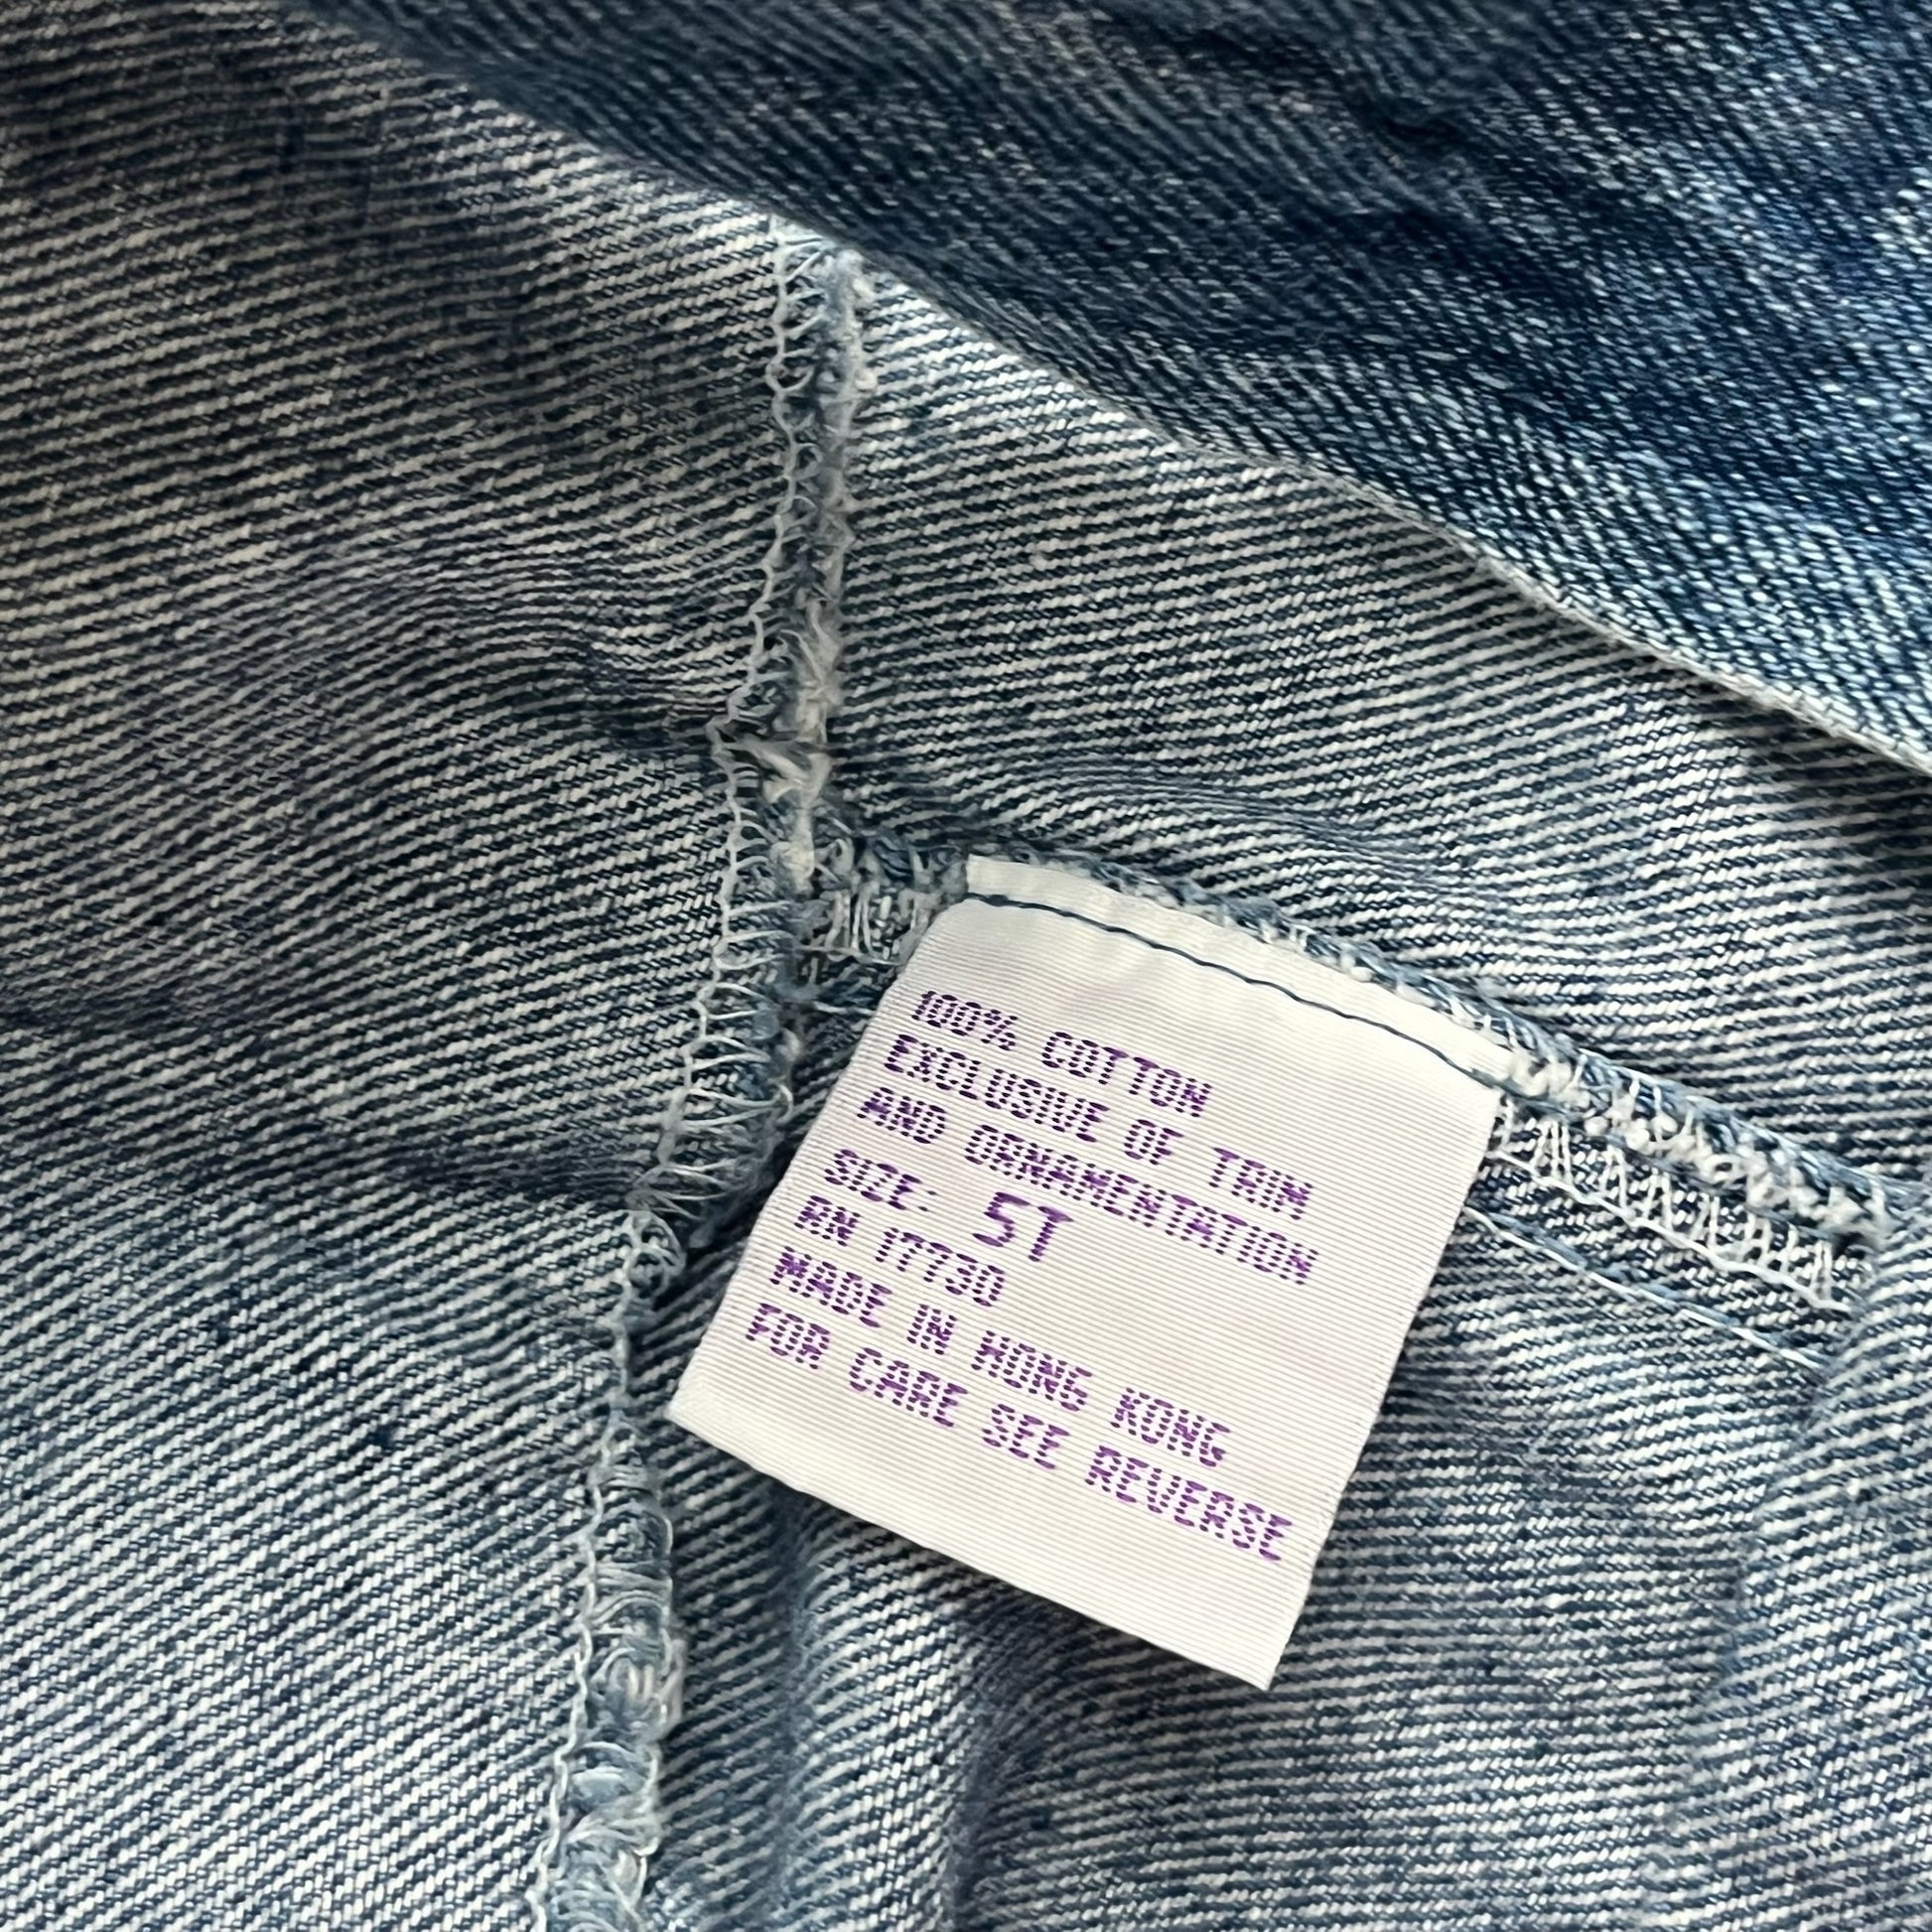 100% COTTON
EXCLUSIVE OF TRIM
AND ORNAMENTATION
SIZE: 5T
RN 17730
MADE IN HONG KONG
FOR CARE SEE REVERSE